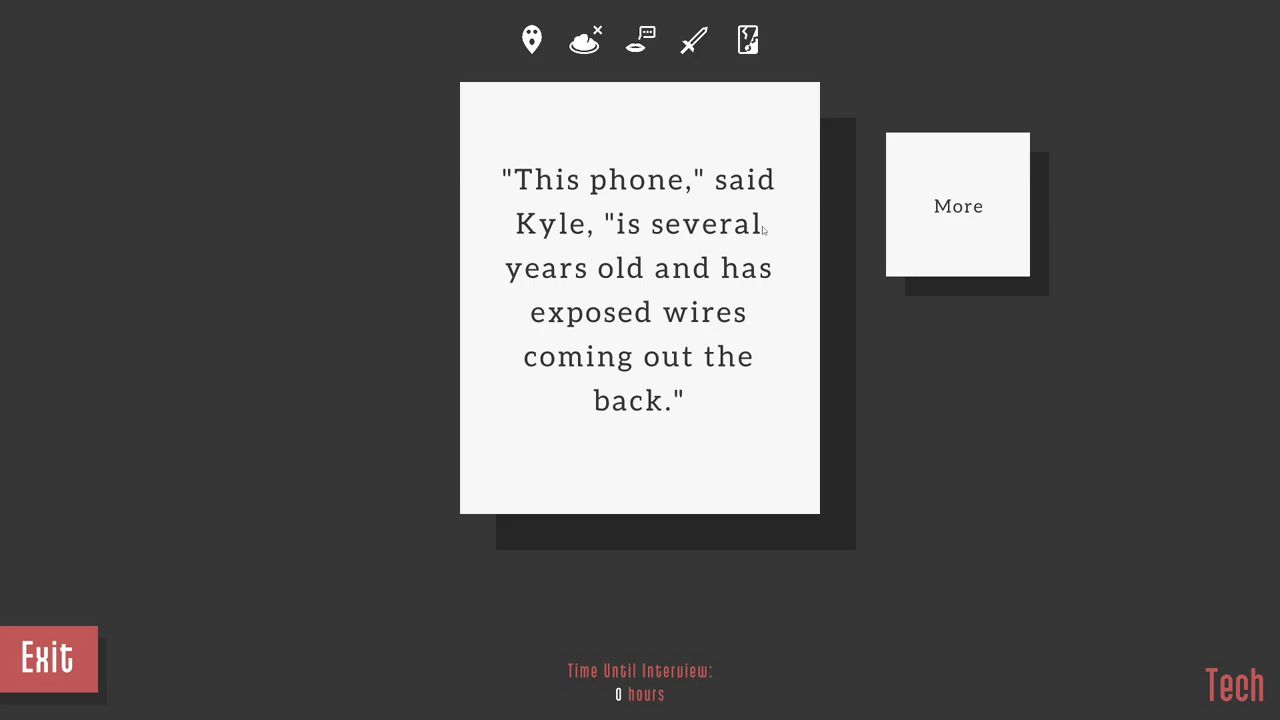 "This phone," said
Kyle, "is several
years old and has
exposed wires
coming out the
back."
More
Exit
Time Until Interview:
0 hours
Tech